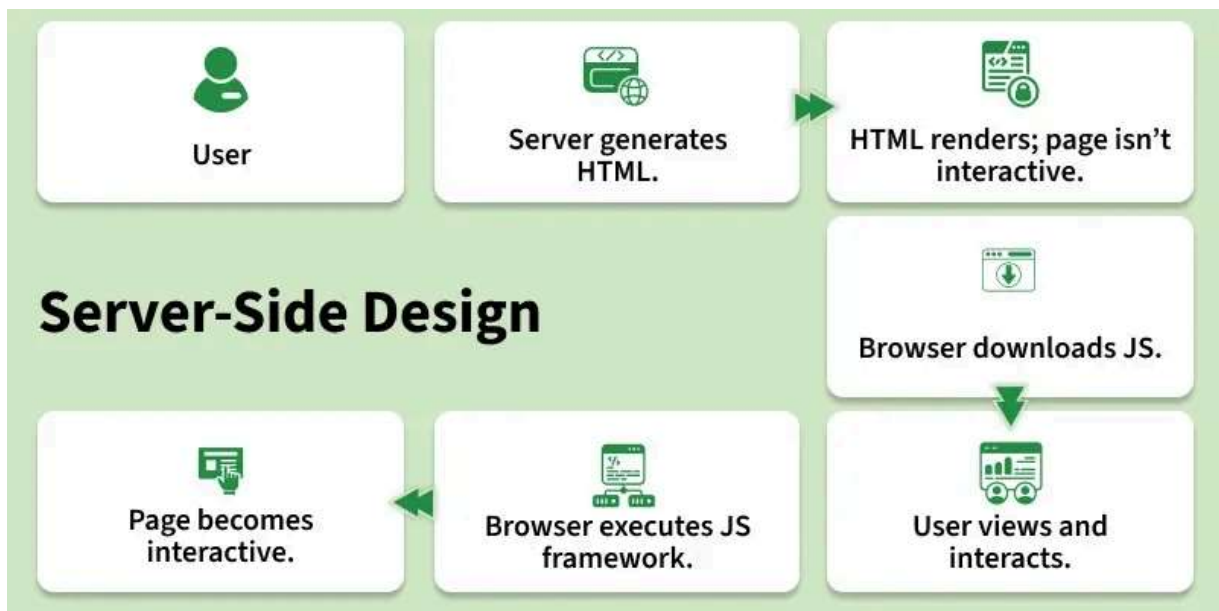 User
Server generates
HTML.
HTML renders; page isn’t
interactive.
Server-Side Design
Browser downloads JS.
Page becomes
interactive.
Browser executes JS
framework.
User views and
interacts.